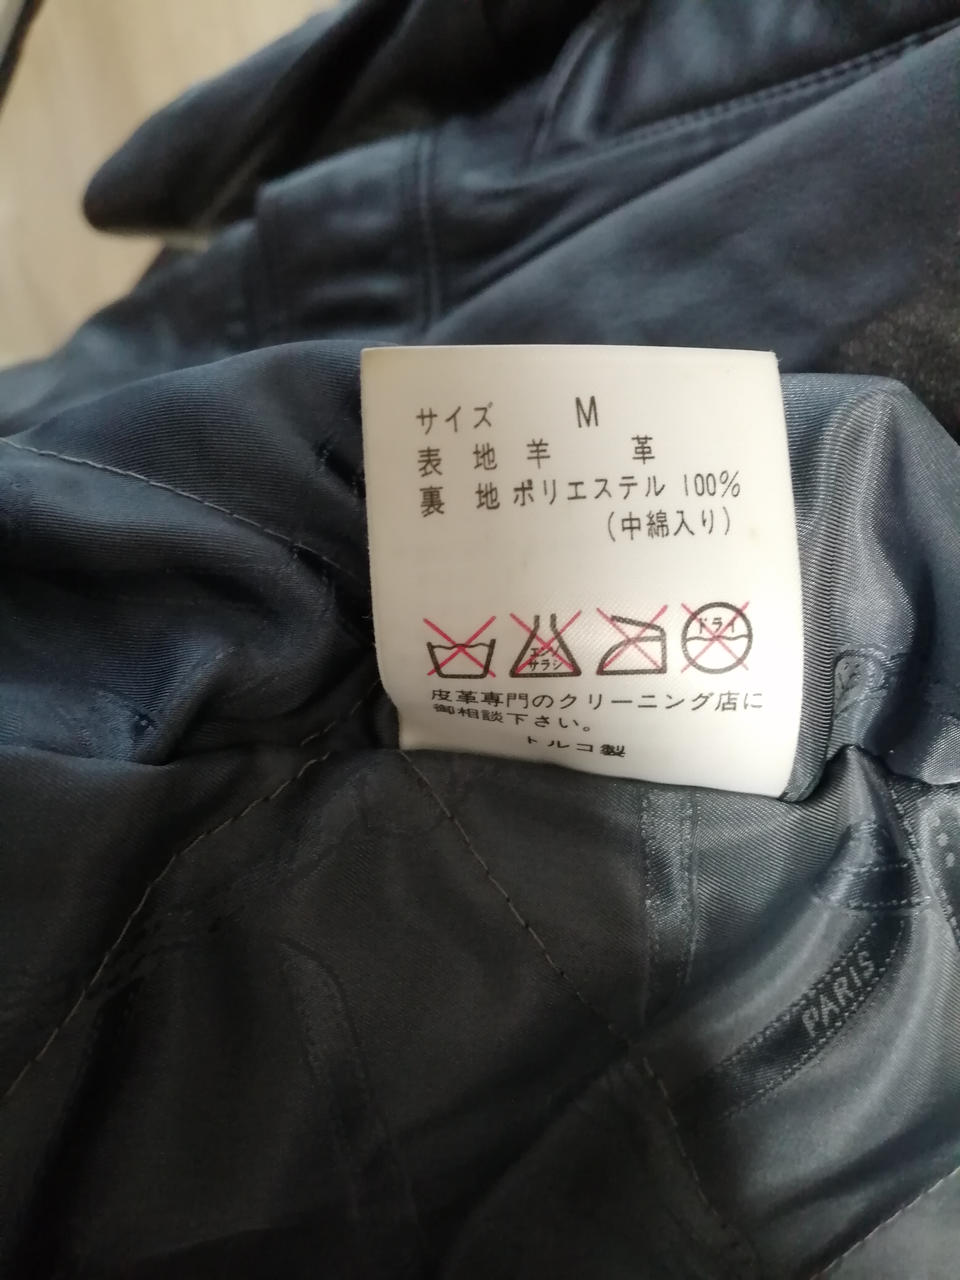 サイズ M
表 地 羊 革
裏 地 ポリエステル 100%
(中綿入り)
エンソ サラシ
ドライ
皮革専門のクリーニング店に
御相談下さい。
トルコ製
PARIS